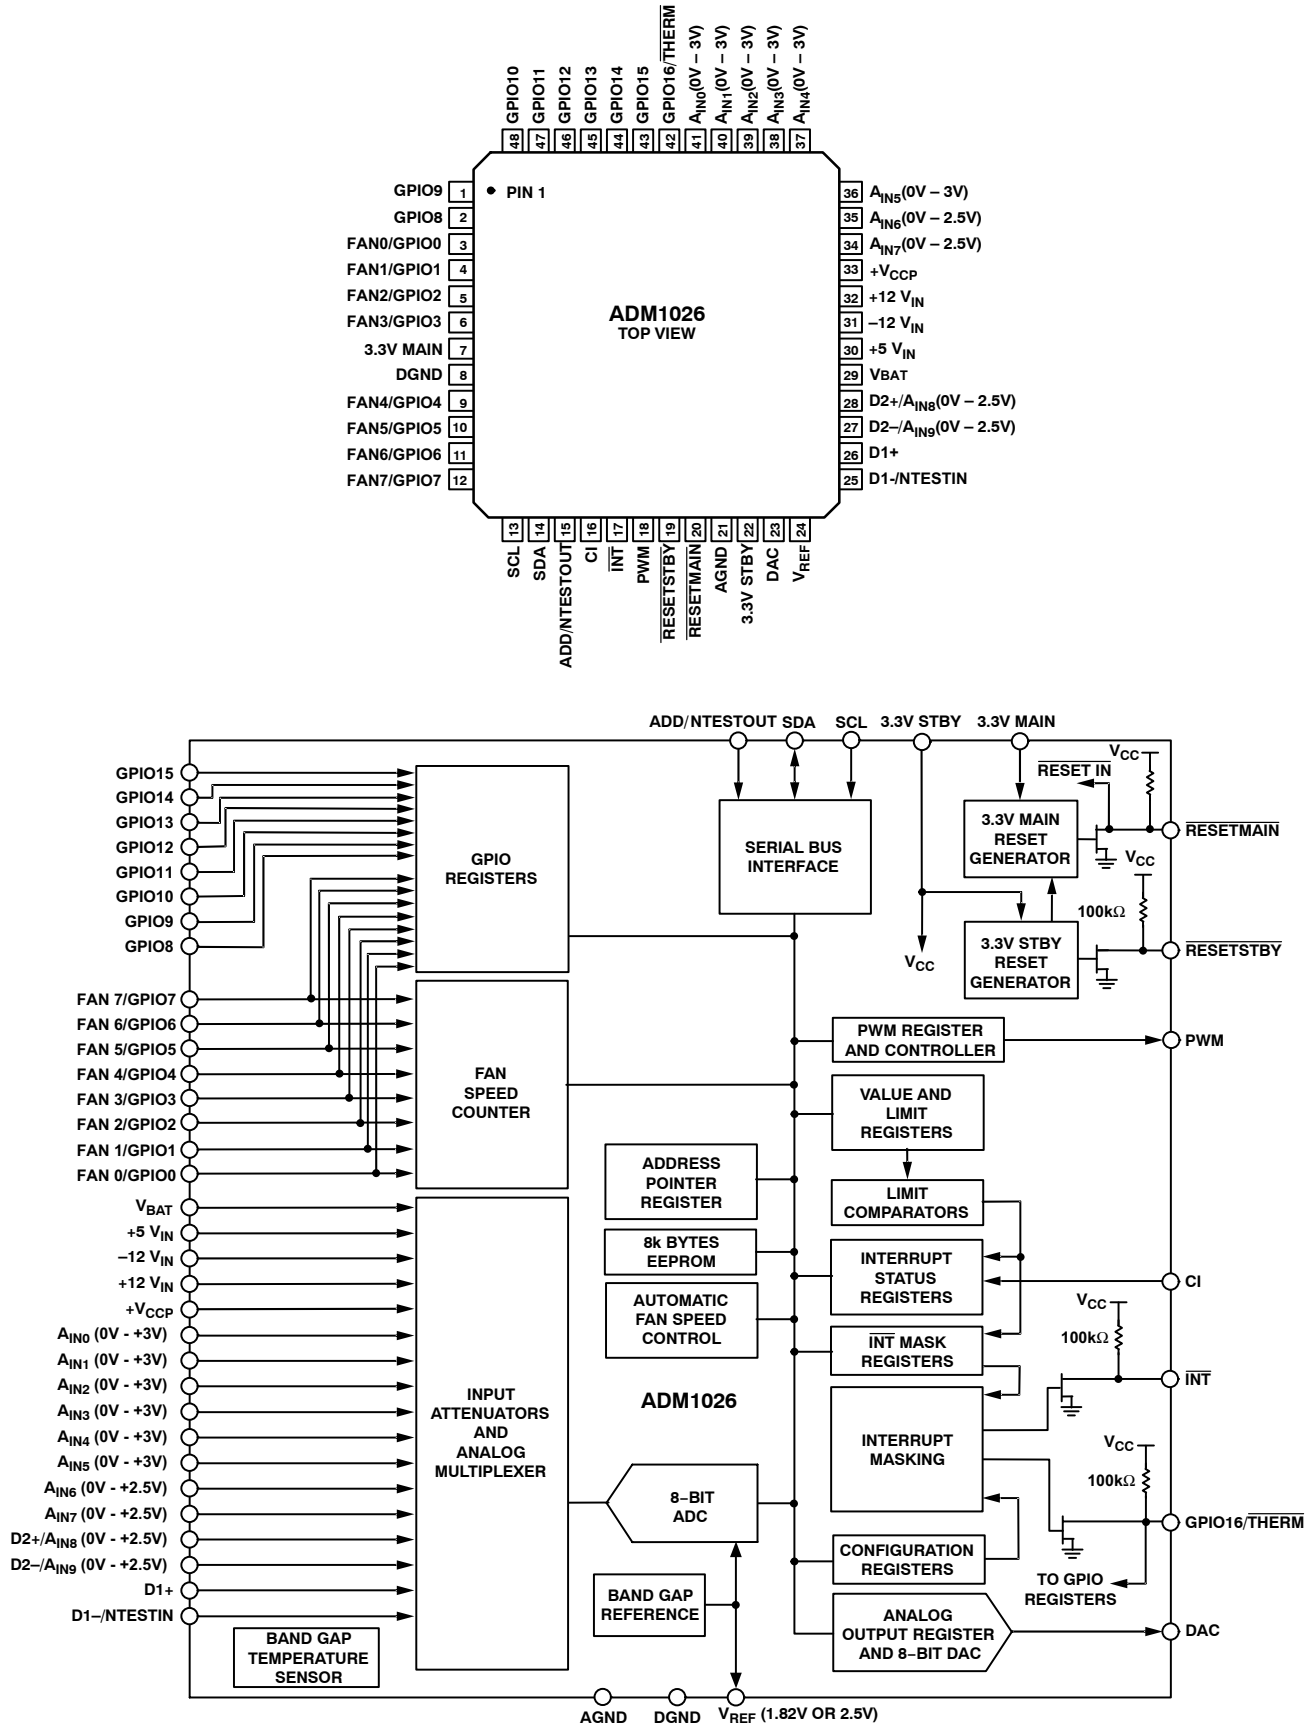 GPIO10
GPIO11
GPIO12
GPIO13
GPIO14
GPIO15
GPIO16/THERM
AIN0(0V – 3V)
AIN1(0V – 3V)
AIN2(0V – 3V)
AIN3(0V – 3V)
AIN4(0V – 3V)
48
47
46
45
44
43
42
41
40
39
38
37
GPIO9 1
GPIO8 2
FAN0/GPIO0 3
FAN1/GPIO1 4
FAN2/GPIO2 5
FAN3/GPIO3 6
3.3V MAIN 7
DGND 8
FAN4/GPIO4 9
FAN5/GPIO5 10
FAN6/GPIO6 11
FAN7/GPIO7 12
PIN 1
ADM1026
TOP VIEW
36 AIN5(0V – 3V)
35 AIN6(0V – 2.5V)
34 AIN7(0V – 2.5V)
33 +VCCP
32 +12 VIN
31 –12 VIN
30 +5 VIN
29 VBAT
28 D2+/AIN8(0V – 2.5V)
27 D2–/AIN9(0V – 2.5V)
26 D1+
25 D1-/NTESTIN
13
14
15
16
17
18
19
20
21
22
23
24
SCL
SDA
ADD/NTESTOUT
CI
INT
PWM
RESETSTBY
RESETMAIN
AGND
3.3V STBY
DAC
VREF
ADD/NTESTOUT
SDA
SCL
3.3V STBY
3.3V MAIN
GPIO15
GPIO14
GPIO13
GPIO12
GPIO11
GPIO10
GPIO9
GPIO8
FAN 7/GPIO7
FAN 6/GPIO6
FAN 5/GPIO5
FAN 4/GPIO4
FAN 3/GPIO3
FAN 2/GPIO2
FAN 1/GPIO1
FAN 0/GPIO0
VBAT
+5 VIN
–12 VIN
+12 VIN
+VCCP
AIN0 (0V - +3V)
AIN1 (0V - +3V)
AIN2 (0V - +3V)
AIN3 (0V - +3V)
AIN4 (0V - +3V)
AIN5 (0V - +3V)
AIN6 (0V - +2.5V)
AIN7 (0V - +2.5V)
D2+/AIN8 (0V - +2.5V)
D2–/AIN9 (0V - +2.5V)
D1+
D1–/NTESTIN
GPIO
REGISTERS
FAN
SPEED
COUNTER
INPUT
ATTENUATORS
AND
ANALOG
MULTIPLEXER
BAND GAP
TEMPERATURE
SENSOR
SERIAL BUS
INTERFACE
ADDRESS
POINTER
REGISTER
8k BYTES
EEPROM
AUTOMATIC
FAN SPEED
CONTROL
ADM1026
8–BIT
ADC
BAND GAP
REFERENCE
VCC
RESET IN
3.3V MAIN
RESET
GENERATOR
RESETMAIN
VCC
100kΩ
3.3V STBY
RESET
GENERATOR
VCC
RESETSTBY
PWM REGISTER
AND CONTROLLER
PWM
VALUE AND
LIMIT
REGISTERS
LIMIT
COMPARATORS
INTERRUPT
STATUS
REGISTERS
CI
VCC
100kΩ
INT MASK
REGISTERS
INT
INTERRUPT
MASKING
VCC
100kΩ
GPIO16/THERM
CONFIGURATION
REGISTERS
TO GPIO
REGISTERS
ANALOG
OUTPUT REGISTER
AND 8–BIT DAC
DAC
AGND
DGND
VREF (1.82V OR 2.5V)